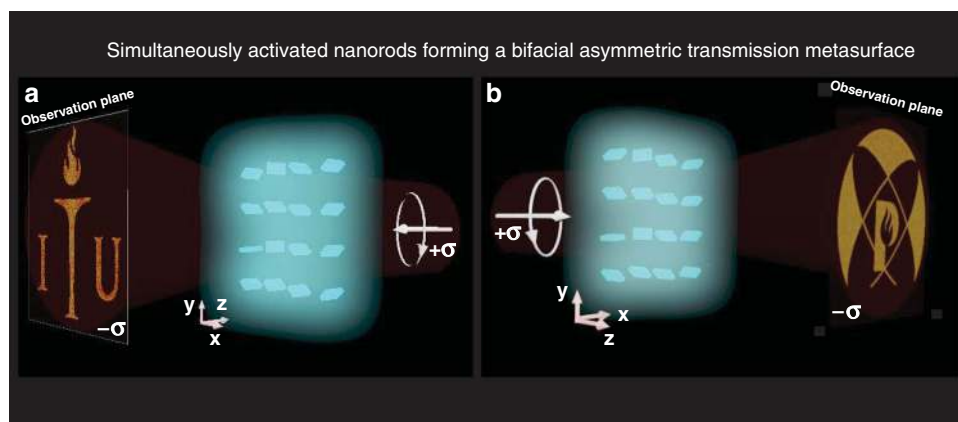 Simultaneously activated nanorods forming a bifacial asymmetric transmission metasurface
a
Observation plane
I T U
+σ
−σ
y
z
x
b
Observation plane
+σ
−σ
y
x
z